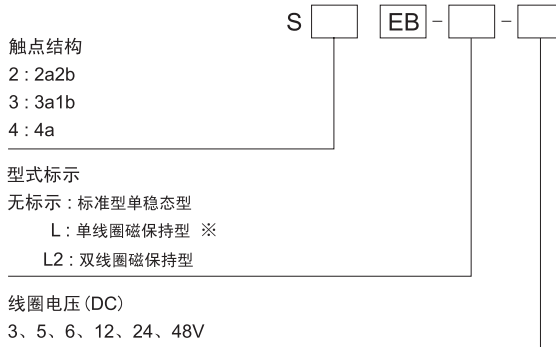 S EB - -
触点结构
2 : 2a2b
3 : 3a1b
4 : 4a
型式标示
无标示 : 标准型单稳态型
L : 单线圈磁保持型 ※
L2 : 双线圈磁保持型
线圈电压 (DC)
3、5、6、12、24、48V